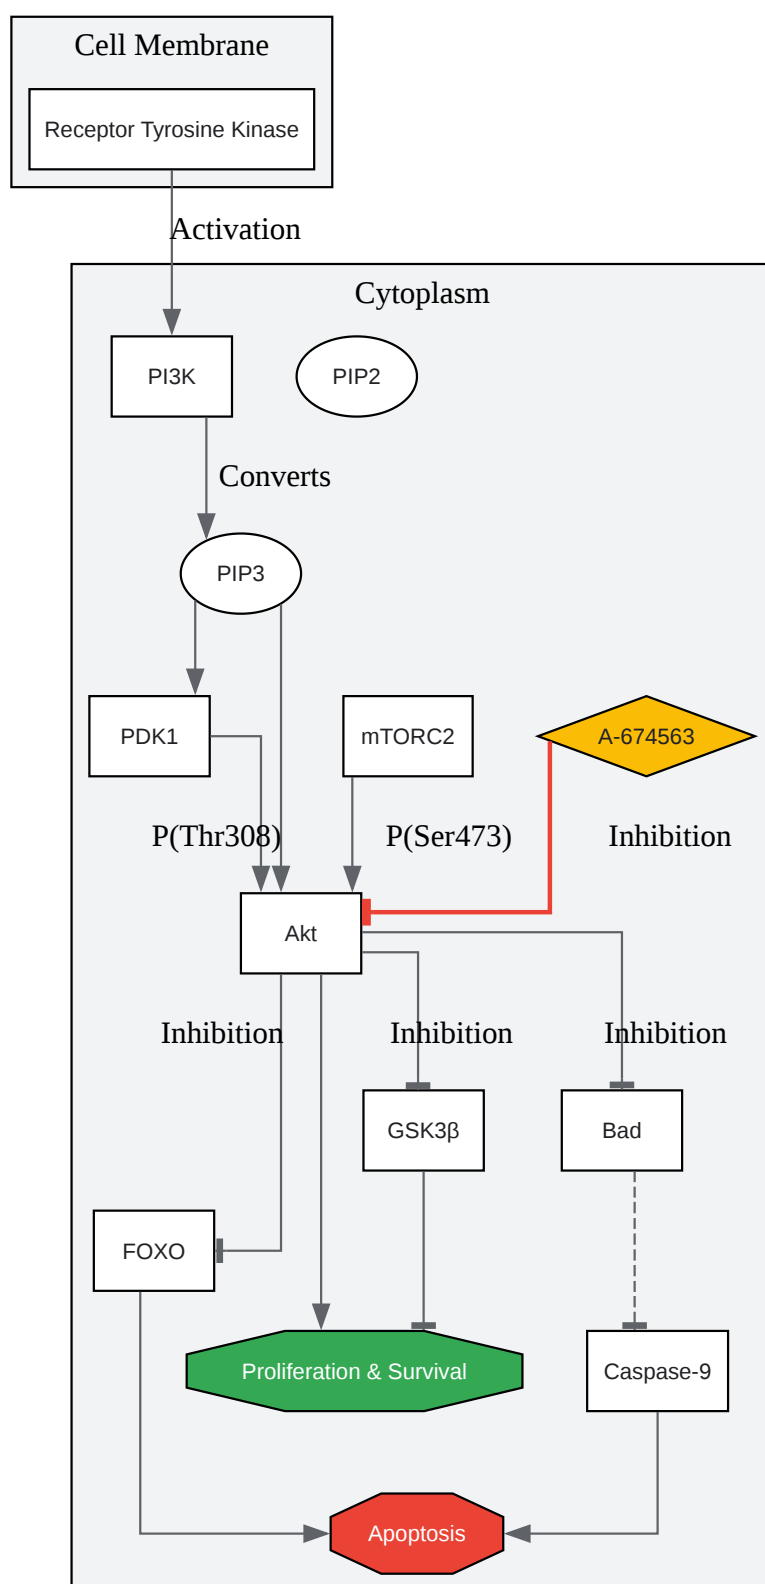 Cell Membrane
Receptor Tyrosine Kinase
Activation
Cytoplasm
PI3K
PIP2
Converts
PIP3
PDK1
mTORC2
A-674563
P(Thr308)
P(Ser473)
Inhibition
Akt
Inhibition
Inhibition
Inhibition
GSK3β
Bad
FOXO
Proliferation & Survival
Caspase-9
Apoptosis